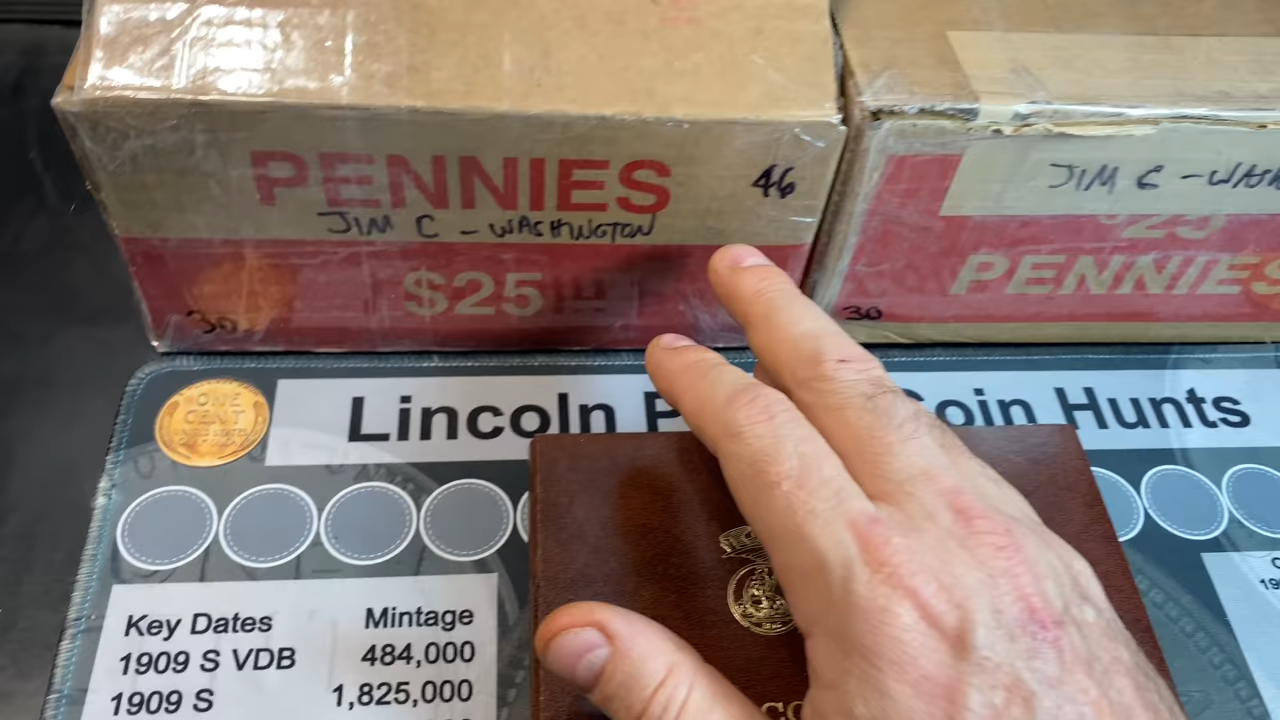 PENNIES
46
JIM C - WASHINGTON
$25
30
JIM C - WASH
$25
PENNIES
30
ONE
CENT
Lincoln P
Coin Hunts
Key Dates Mintage
1909 S VDB 484,000
1909 S 1,825,000